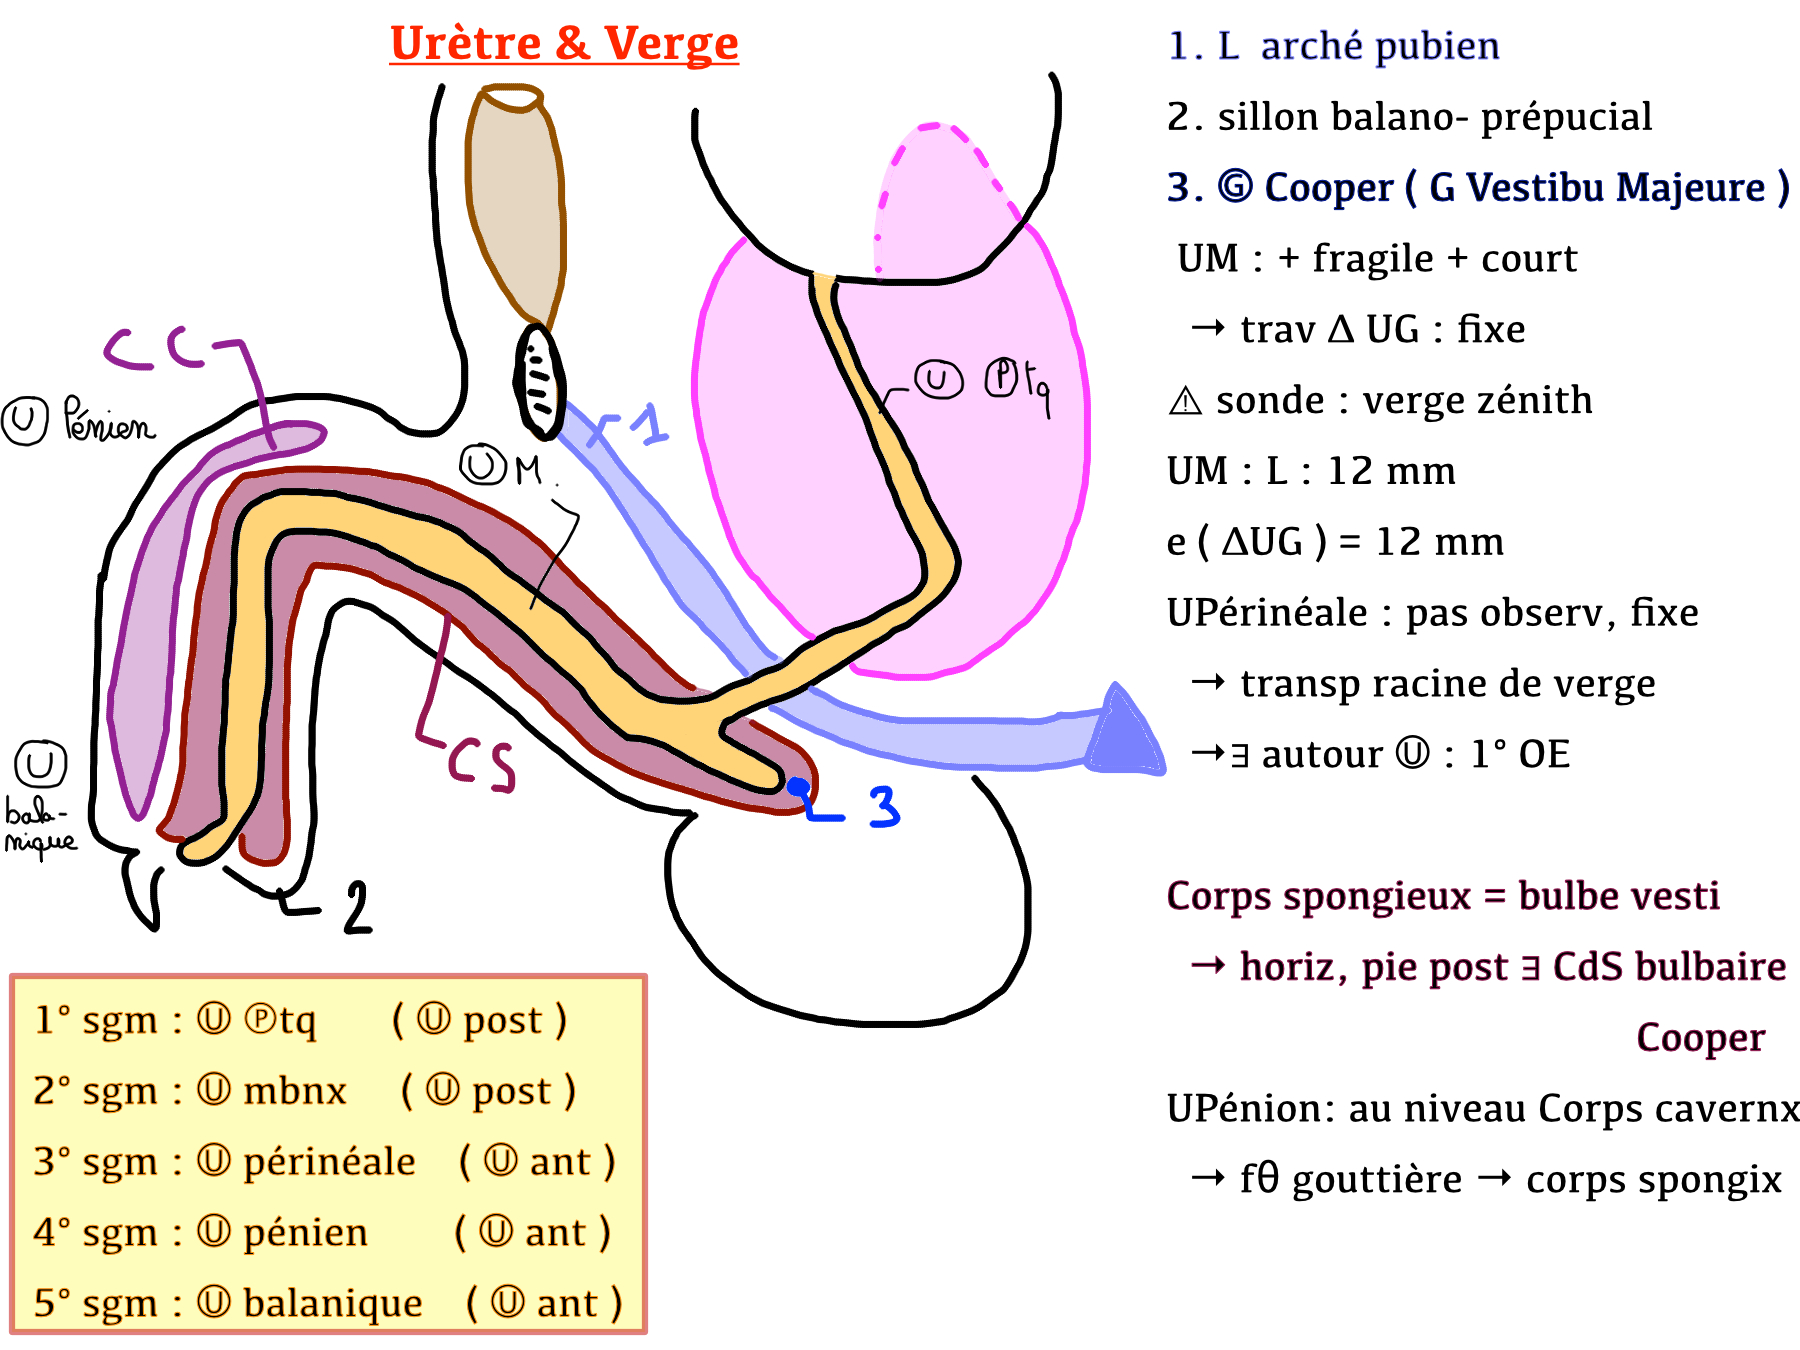 Urètre & Verge
CC
Ⓤ Pénien
1
Ⓤ M.
Ⓤ Ⓟtq
CS
3
Ⓤ
bala-
nique
2
1° sgm : Ⓤ Ⓟtq ( Ⓤ post )
2° sgm : Ⓤ mbnx ( Ⓤ post )
3° sgm : Ⓤ périnéale ( Ⓤ ant )
4° sgm : Ⓤ pénien ( Ⓤ ant )
5° sgm : Ⓤ balanique ( Ⓤ ant )
1. L arché pubien
2. sillon balano- prépucial
3. Ⓖ Cooper ( G Vestibu Majeure )
UM : + fragile + court
→ trav Δ UG : fixe
⚠ sonde : verge zénith
UM : L : 12 mm
e ( ΔUG ) = 12 mm
UPérinéale : pas observ, fixe
→ transp racine de verge
→∃ autour Ⓤ : 1° OE
Corps spongieux = bulbe vesti
→ horiz, pie post ∃ CdS bulbaire
Cooper
UPénion: au niveau Corps cavernx
→ fθ gouttière → corps spongix